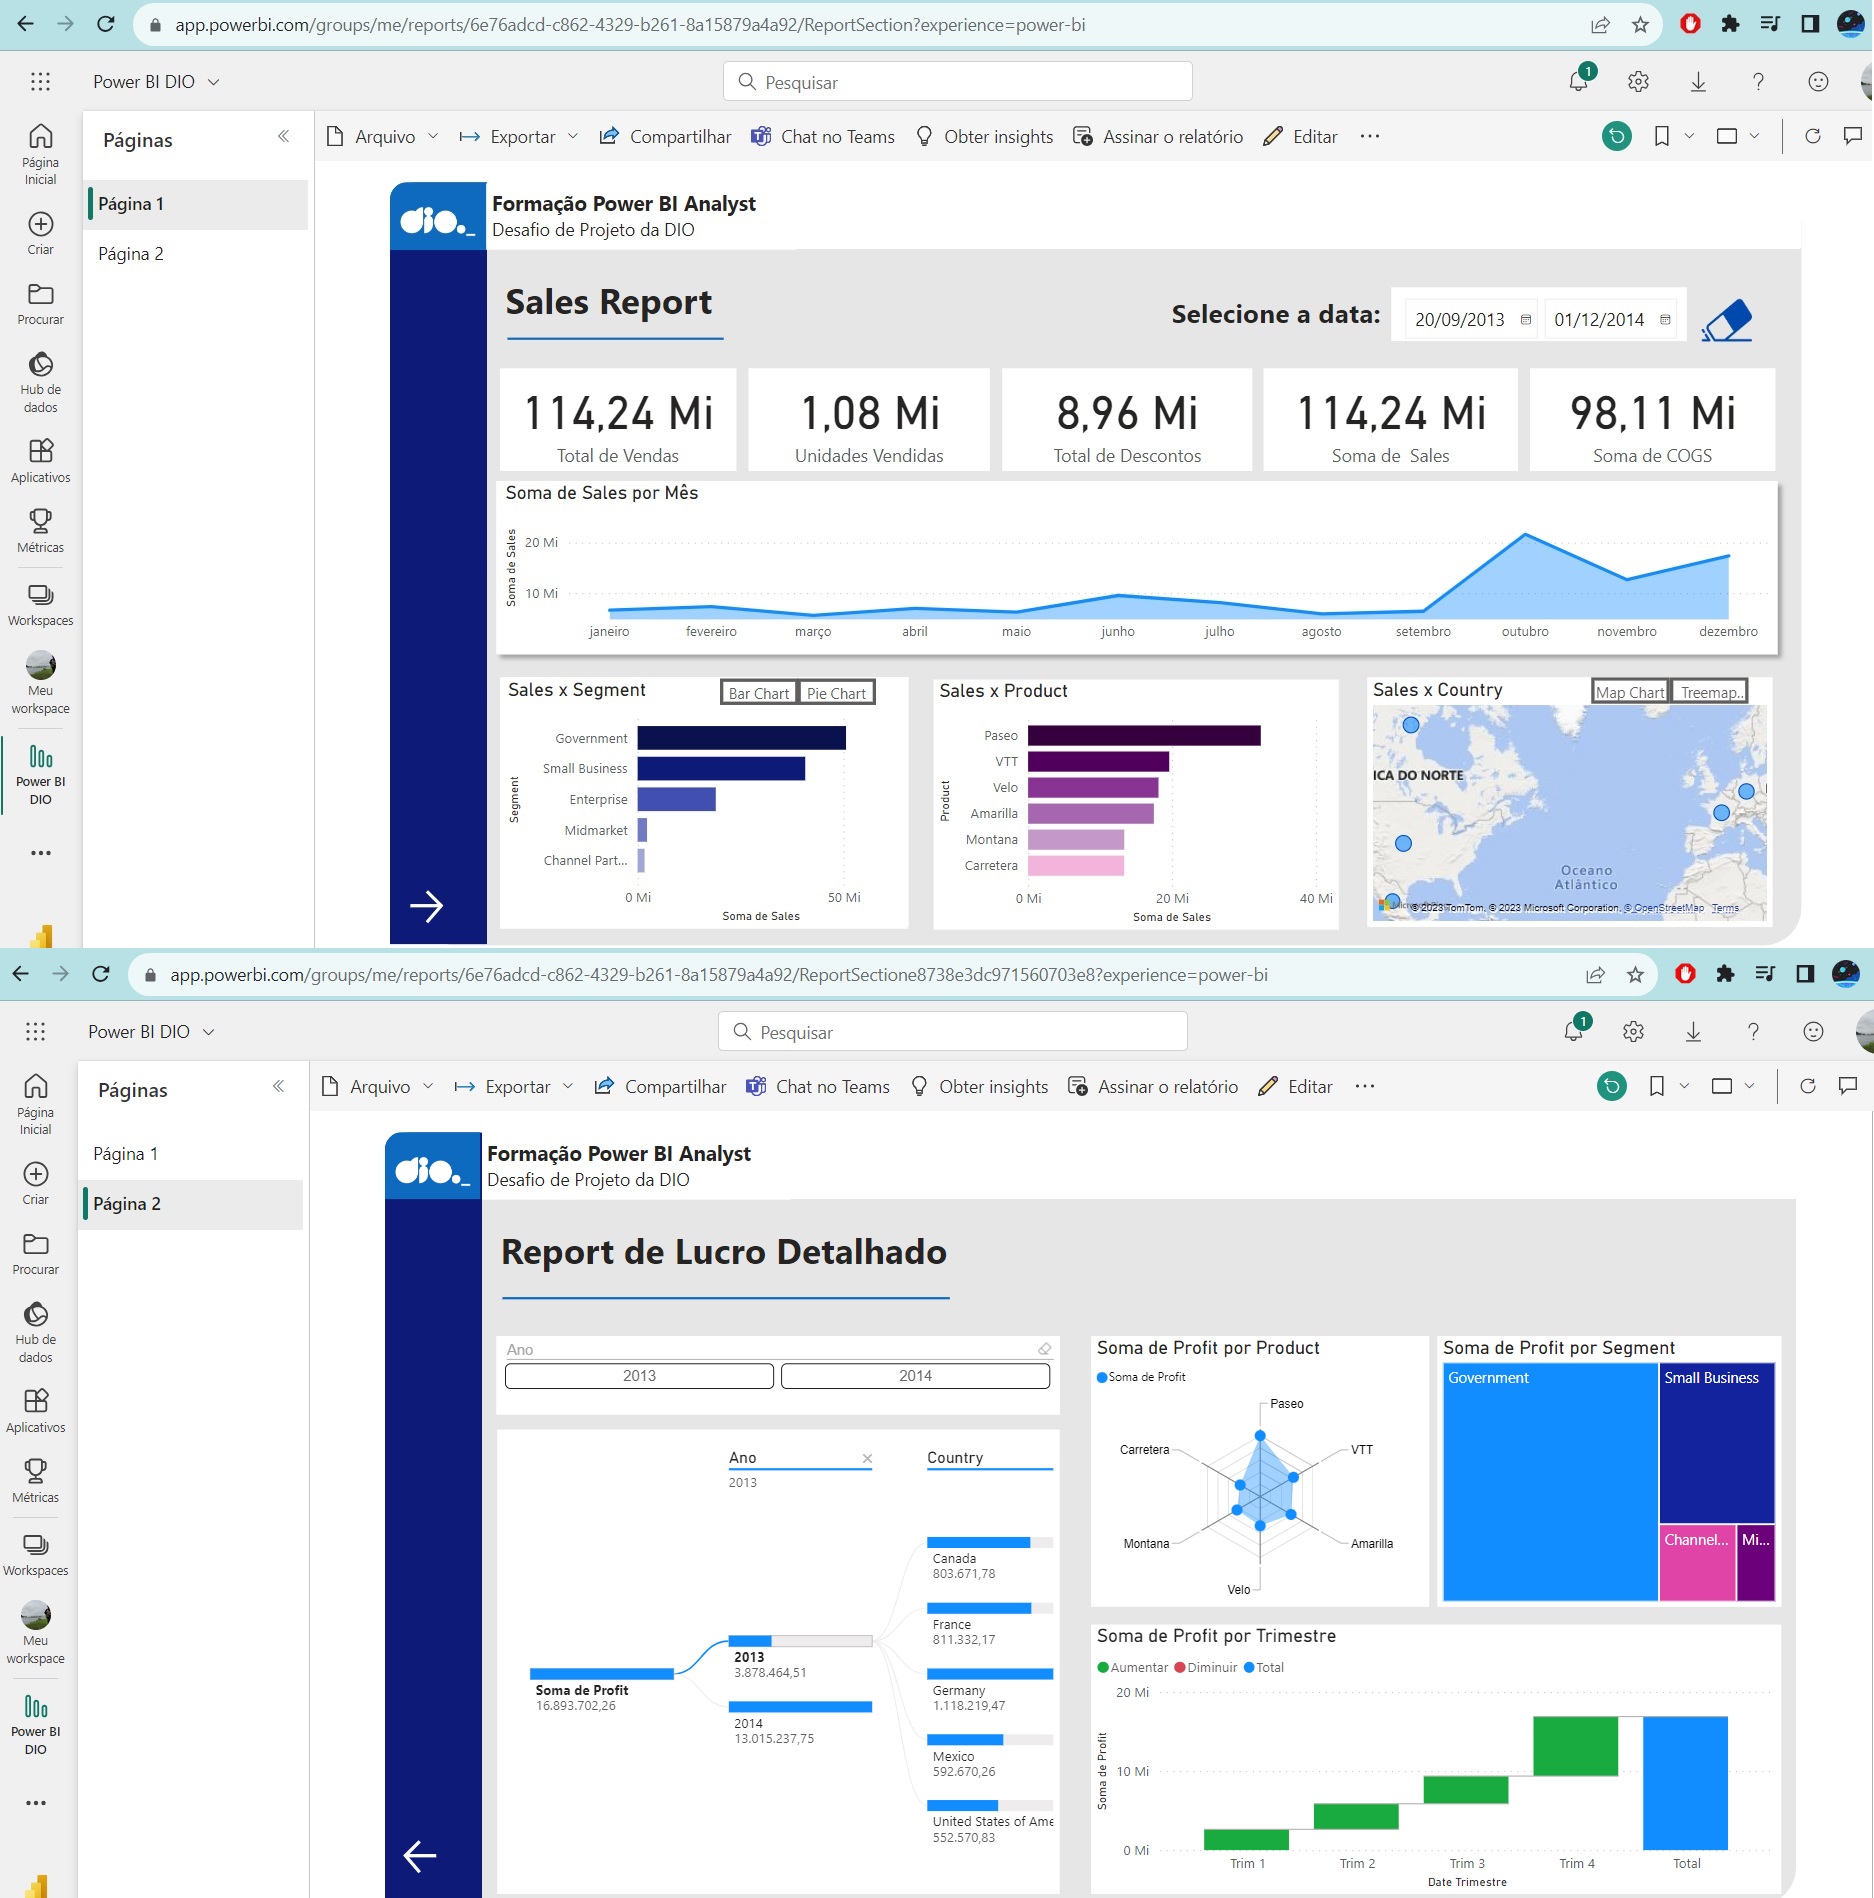 app.powerbi.com/groups/me/reports/6e76adcd-c862-4329-b261-8a15879a4a92/ReportSection?experience=power-bi
Power BI DIO
Pesquisar
1
Página Inicial
Criar
Procurar
Hub de dados
Aplicativos
Métricas
Workspaces
Meu workspace
Power BI DIO
Páginas
Página 1
Página 2
Arquivo
Exportar
Compartilhar
Chat no Teams
Obter insights
Assinar o relatório
Editar
dio._
Formação Power BI Analyst
Desafio de Projeto da DIO
Sales Report
Selecione a data:
20/09/2013
01/12/2014
114,24 Mi
Total de Vendas
1,08 Mi
Unidades Vendidas
8,96 Mi
Total de Descontos
114,24 Mi
Soma de Sales
98,11 Mi
Soma de COGS
Soma de Sales por Mês
Soma de Sales
20 Mi
10 Mi
janeiro
fevereiro
março
abril
maio
junho
julho
agosto
setembro
outubro
novembro
dezembro
Sales x Segment
Bar Chart
Pie Chart
Segment
Government
Small Business
Enterprise
Midmarket
Channel Part...
0 Mi
50 Mi
Soma de Sales
Sales x Product
Product
Paseo
VTT
Velo
Amarilla
Montana
Carretera
0 Mi
20 Mi
40 Mi
Soma de Sales
Sales x Country
Map Chart
Treemap..
ICA DO NORTE
Oceano
Atlântico
© 2023 TomTom, © 2023 Microsoft Corporation, © OpenStreetMap Terms
app.powerbi.com/groups/me/reports/6e76adcd-c862-4329-b261-8a15879a4a92/ReportSectione8738e3dc971560703e8?experience=power-bi
Power BI DIO
Pesquisar
1
Página Inicial
Criar
Procurar
Hub de dados
Aplicativos
Métricas
Workspaces
Meu workspace
Power BI DIO
Páginas
Página 1
Página 2
Arquivo
Exportar
Compartilhar
Chat no Teams
Obter insights
Assinar o relatório
Editar
dio._
Formação Power BI Analyst
Desafio de Projeto da DIO
Report de Lucro Detalhado
Ano
2013
2014
Ano
2013
Country
Soma de Profit
16.893.702,26
2013
3.878.464,51
2014
13.015.237,75
Canada
803.671,78
France
811.332,17
Germany
1.118.219,47
Mexico
592.670,26
United States of Ame
552.570,83
Soma de Profit por Product
Soma de Profit
Paseo
VTT
Amarilla
Velo
Montana
Carretera
Soma de Profit por Segment
Government
Small Business
Channel...
Mi...
Soma de Profit por Trimestre
Aumentar
Diminuir
Total
Soma de Profit
20 Mi
10 Mi
0 Mi
Trim 1
Trim 2
Trim 3
Trim 4
Total
Date Trimestre